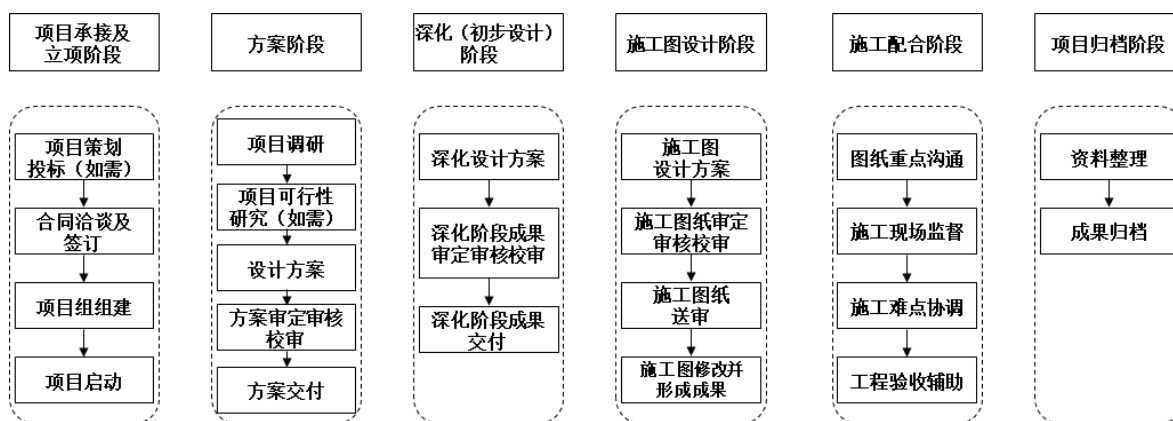 项目承接及
立项阶段
方案阶段
深化（初步设计）
阶段
施工图设计阶段
施工配合阶段
项目归档阶段
项目策划
投标（如需）
合同洽谈及
签订
项目组组建
项目启动
项目调研
项目可行性
研究（如需）
设计方案
方案审定审核
校审
方案交付
深化设计方案
深化阶段成果
审定审核校审
深化阶段成果
交付
施工图
设计方案
施工图纸审定
审核校审
施工图纸
送审
施工图修改并
形成成果
图纸重点沟通
施工现场监督
施工难点协调
工程验收辅助
资料整理
成果归档